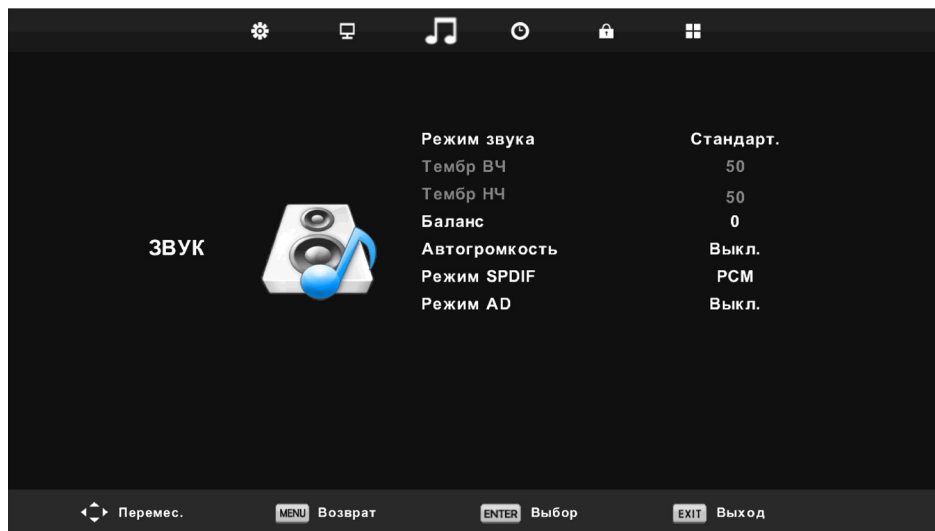 Режим звука Стандарт.
Тембр ВЧ 50
Тембр НЧ 50
Баланс 0
ЗВУК
Автогромкость Выкл.
Режим SPDIF PCM
Режим AD Выкл.
Перемес. MENU Возврат ENTER Выбор EXIT Выход